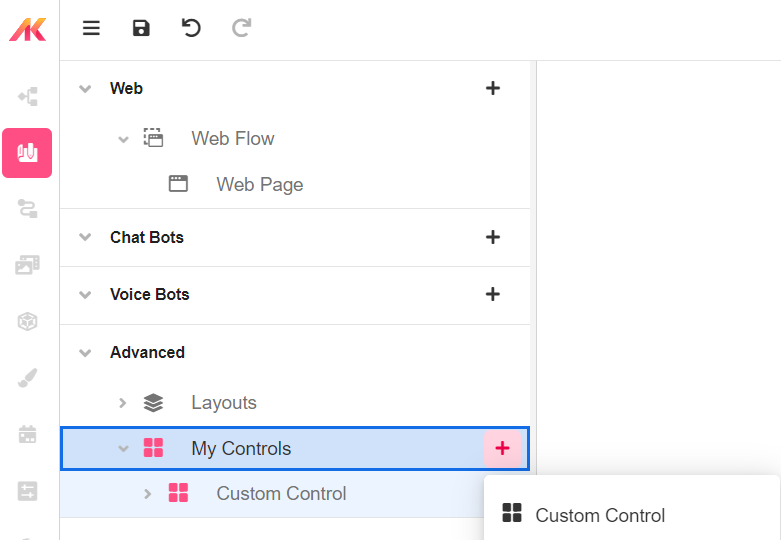 Web
Web Flow
Web Page
Chat Bots
Voice Bots
Advanced
Layouts
My Controls
Custom Control
Custom Control